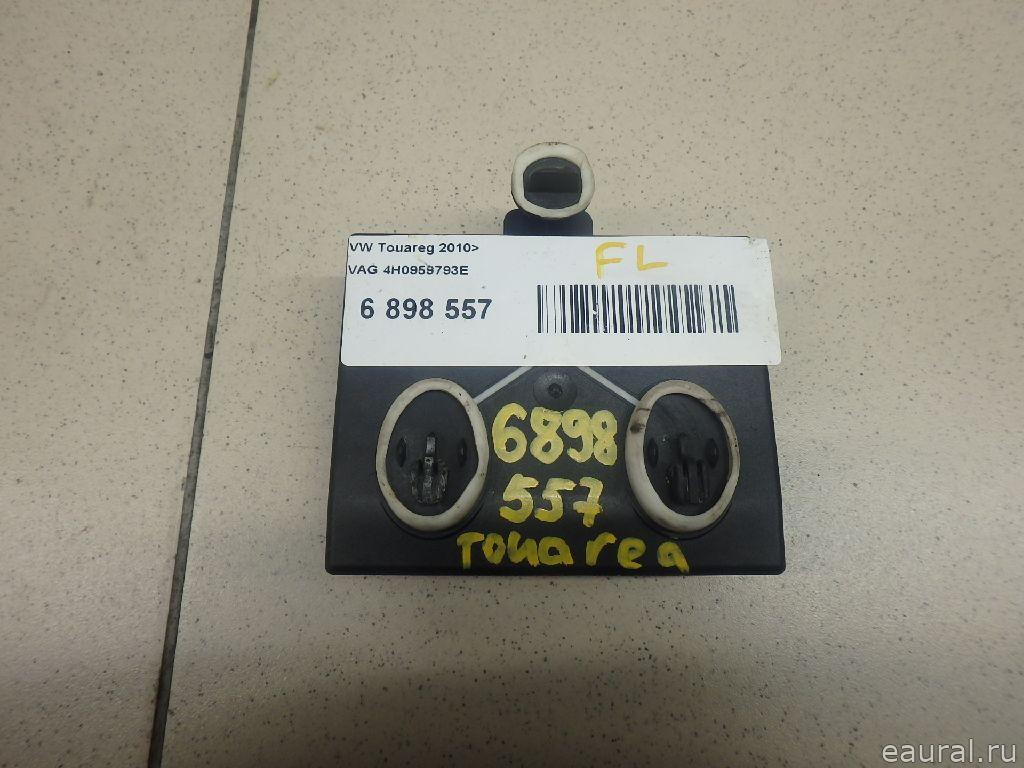 VW Touareg 2010>
FL
VAG 4H0959793E
6 898 557
6898
557
Touareg
eaural.ru